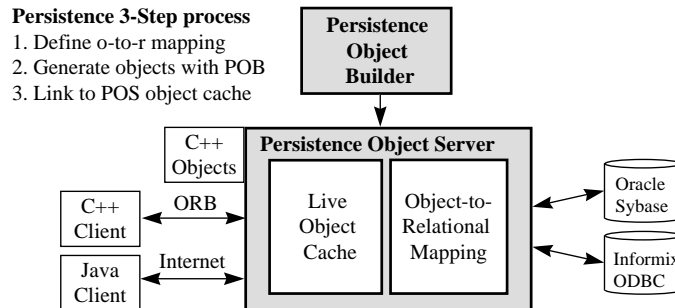 Persistence 3-Step process
1. Define o-to-r mapping
2. Generate objects with POB
3. Link to POS object cache
Persistence
Object
Builder
C++
Objects
Persistence Object Server
Live
Object
Cache
Object-to-
Relational
Mapping
C++
Client
ORB
Java
Client
Internet
Oracle
Sybase
Informix
ODBC